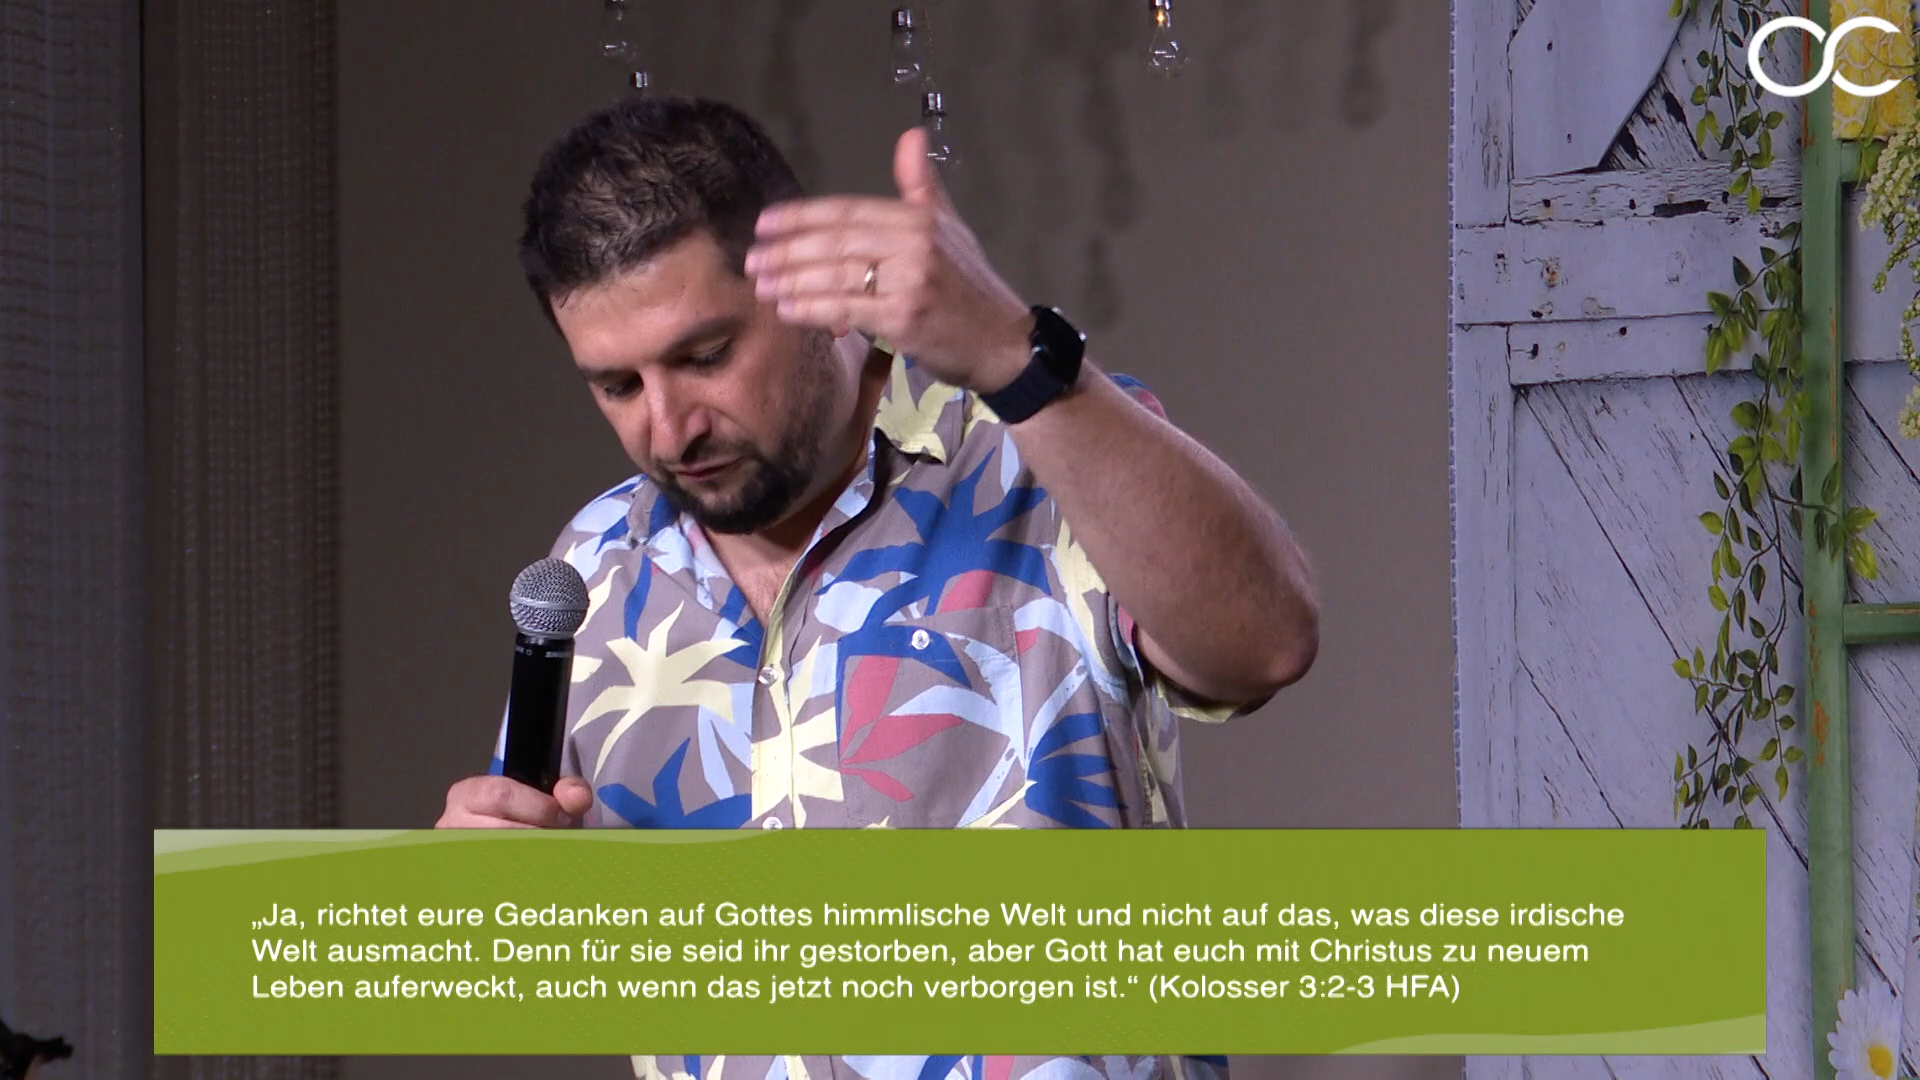 OC
„Ja, richtet eure Gedanken auf Gottes himmlische Welt und nicht auf das, was diese irdische
Welt ausmacht. Denn für sie seid ihr gestorben, aber Gott hat euch mit Christus zu neuem
Leben auferweckt, auch wenn das jetzt noch verborgen ist.“ (Kolosser 3:2-3 HFA)